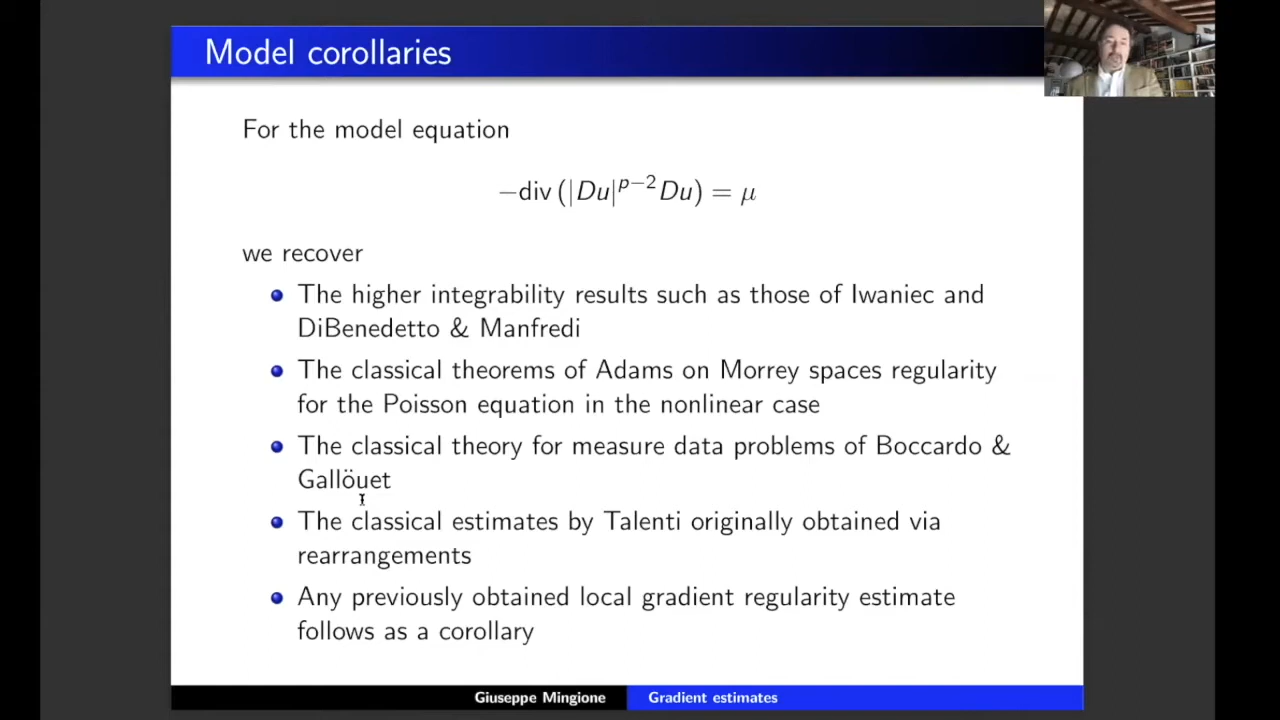 Model corollaries
For the model equation
−div (|Du|^{p−2} Du) = μ
we recover
The higher integrability results such as those of Iwaniec and
DiBenedetto & Manfredi
The classical theorems of Adams on Morrey spaces regularity
for the Poisson equation in the nonlinear case
The classical theory for measure data problems of Boccardo &
Gallöuet
The classical estimates by Talenti originally obtained via
rearrangements
Any previously obtained local gradient regularity estimate
follows as a corollary
Giuseppe Mingione Gradient estimates